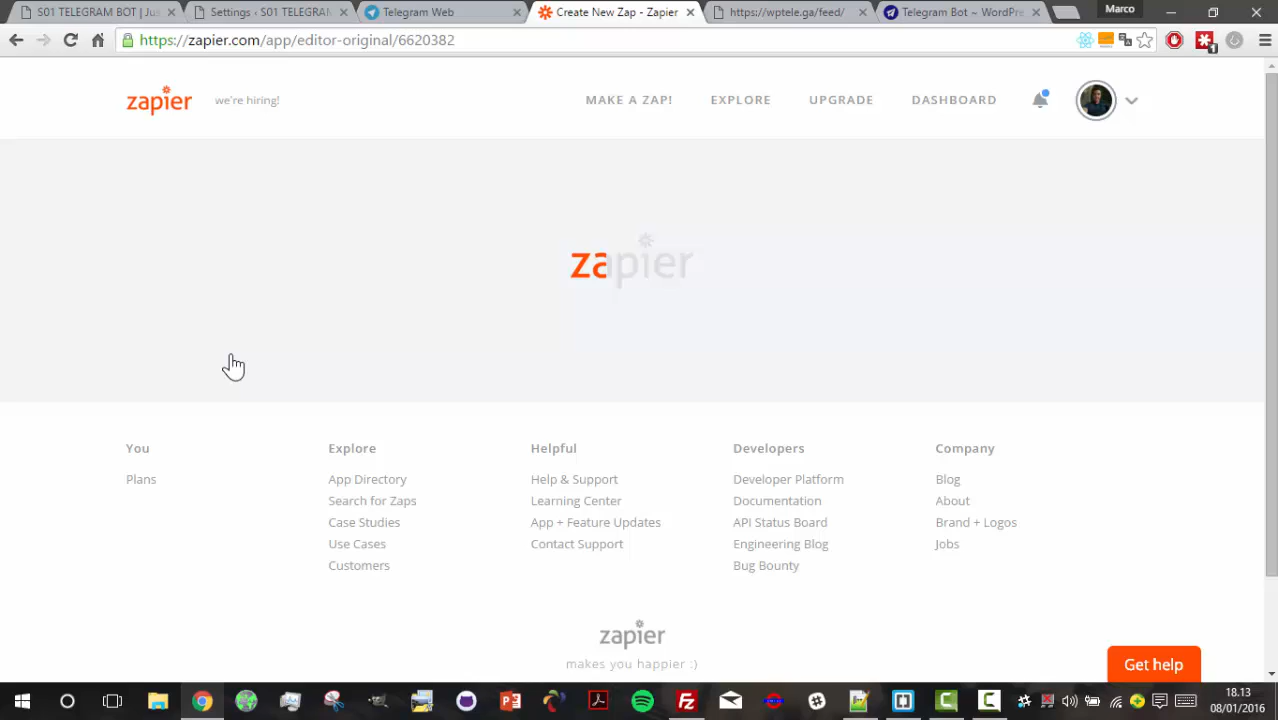 S01 TELEGRAM BOT | Jus
Settings ‹ S01 TELEGRAM
Telegram Web
Create New Zap - Zapier
https://wptele.ga/feed/
Telegram Bot ~ WordPre
Marco
https://zapier.com/app/editor-original/6620382
zapier
we're hiring!
MAKE A ZAP!
EXPLORE
UPGRADE
DASHBOARD
zapier
You
Explore
Helpful
Developers
Company
Plans
App Directory
Help & Support
Developer Platform
Blog
Search for Zaps
Learning Center
Documentation
About
Case Studies
App + Feature Updates
API Status Board
Brand + Logos
Use Cases
Contact Support
Engineering Blog
Jobs
Customers
Bug Bounty
zapier
makes you happier :)
Get help
18.13
08/01/2016